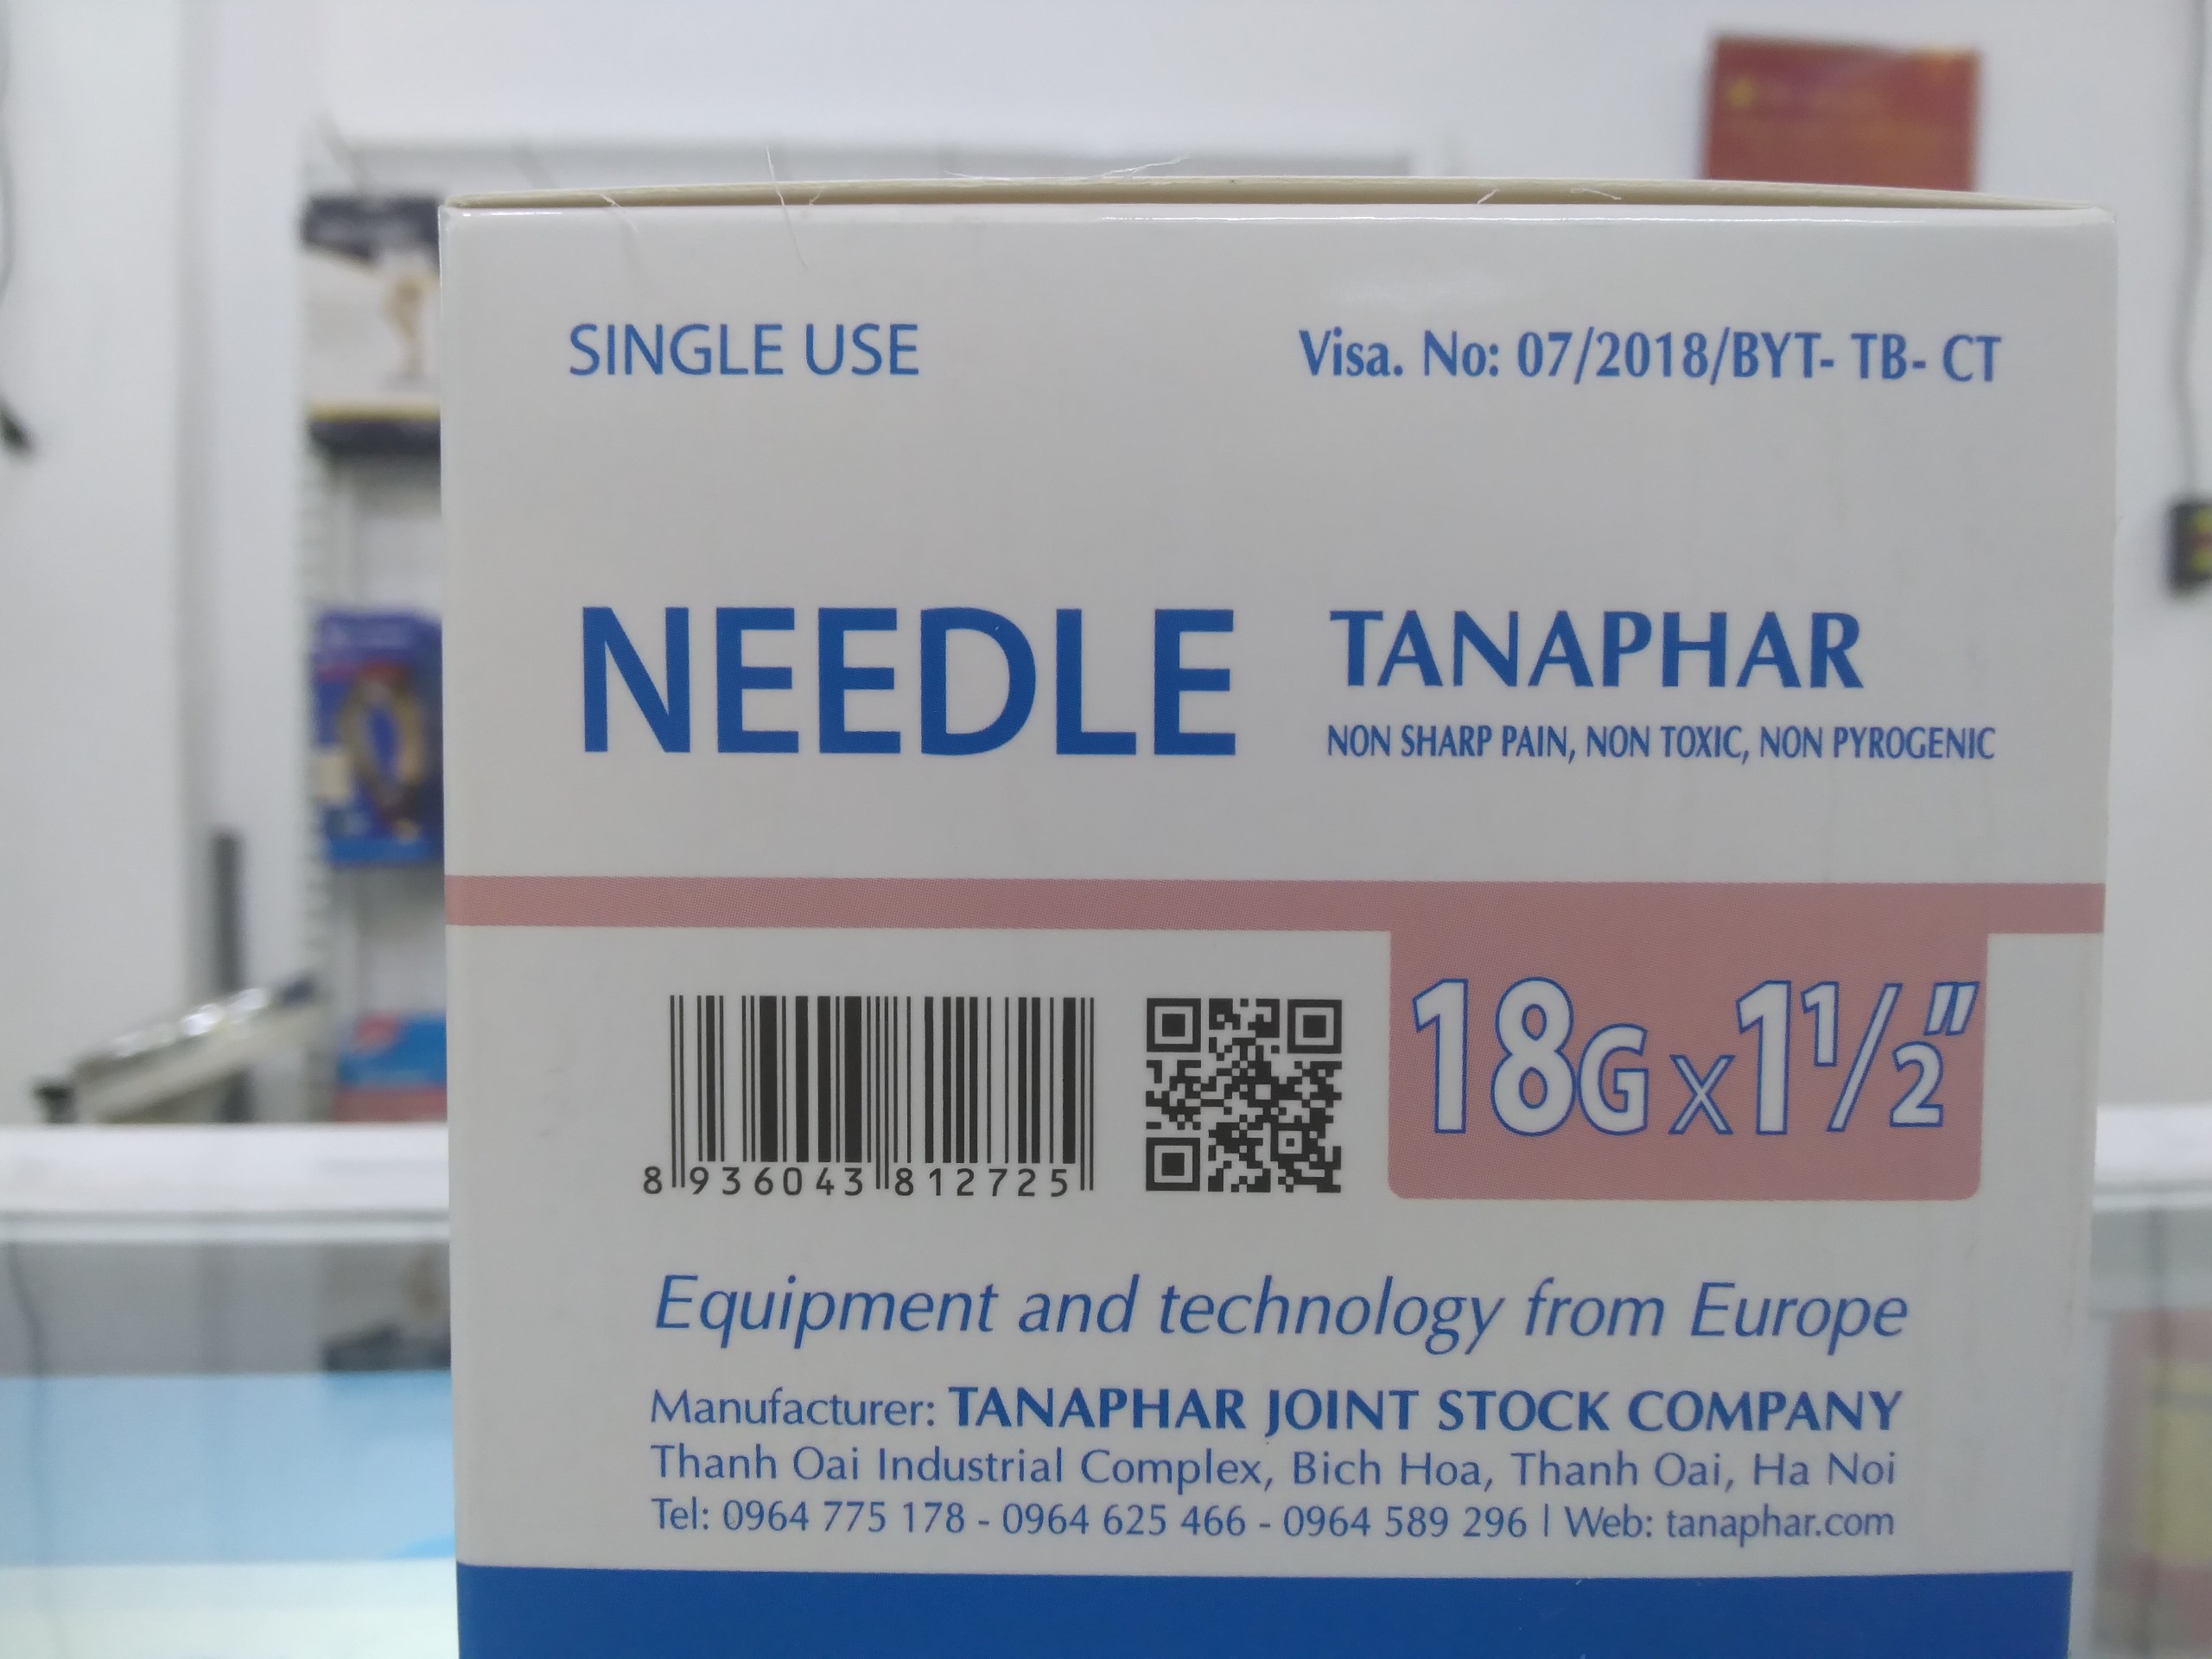 SINGLE USE
Visa. No: 07/2018/BYT- TB- CT
NEEDLE
TANAPHAR
NON SHARP PAIN, NON TOXIC, NON PYROGENIC
18G x 1 1/2"
8 936043 812725
Equipment and technology from Europe
Manufacturer: TANAPHAR JOINT STOCK COMPANY
Thanh Oai Industrial Complex, Bich Hoa, Thanh Oai, Ha Noi
Tel: 0964 775 178 - 0964 625 466 - 0964 589 296 | Web: tanaphar.com